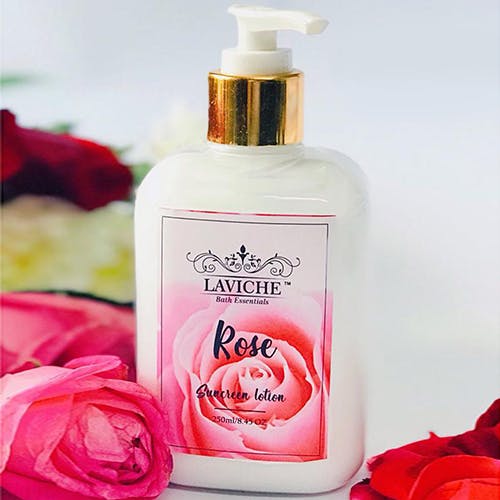 LAVICHE™
Bath Essentials
Rose
Suncreen lotion
250ml/8.45 OZ